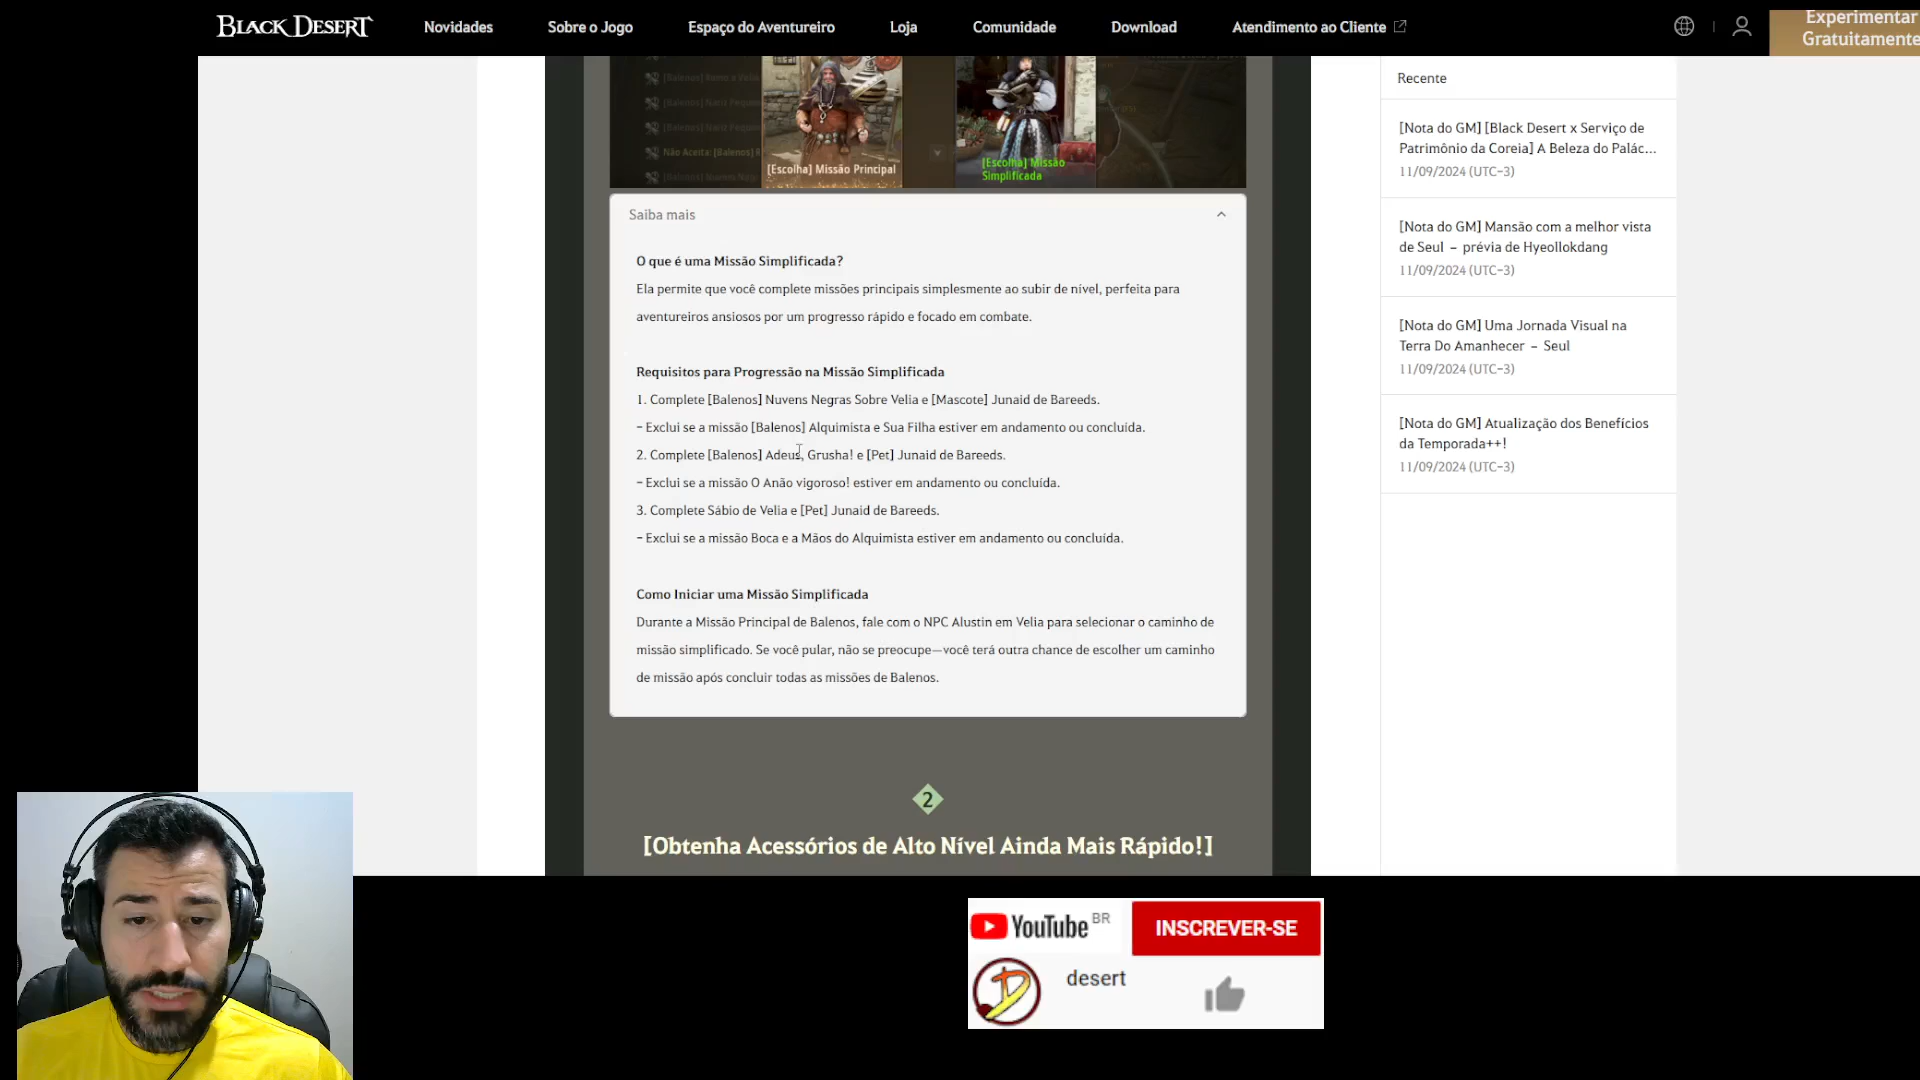 BLACK DESERT
Novidades
Sobre o Jogo
Espaço do Aventureiro
Loja
Comunidade
Download
Atendimento ao Cliente
Experimentar
Gratuitamente
Não Aceita: [Balenos]
[Escolha] Missão Principal
[Escolha] Missão
Simplificada
Saiba mais
O que é uma Missão Simplificada?
Ela permite que você complete missões principais simplesmente ao subir de nível, perfeita para
aventureiros ansiosos por um progresso rápido e focado em combate.
Requisitos para Progressão na Missão Simplificada
1. Complete [Balenos] Nuvens Negras Sobre Velia e [Mascote] Junaid de Bareeds.
- Exclui se a missão [Balenos] Alquimista e Sua Filha estiver em andamento ou concluída.
2. Complete [Balenos] Adeus, Grusha! e [Pet] Junaid de Bareeds.
- Exclui se a missão O Anão vigoroso! estiver em andamento ou concluída.
3. Complete Sábio de Velia e [Pet] Junaid de Bareeds.
- Exclui se a missão Boca e a Mãos do Alquimista estiver em andamento ou concluída.
Como Iniciar uma Missão Simplificada
Durante a Missão Principal de Balenos, fale com o NPC Alustin em Velia para selecionar o caminho de
missão simplificado. Se você pular, não se preocupe—você terá outra chance de escolher um caminho
de missão após concluir todas as missões de Balenos.
2
[Obtenha Acessórios de Alto Nível Ainda Mais Rápido!]
Recente
[Nota do GM] [Black Desert x Serviço de
Patrimônio da Coreia] A Beleza do Palác...
11/09/2024 (UTC-3)
[Nota do GM] Mansão com a melhor vista
de Seul – prévia de Hyeollokdang
11/09/2024 (UTC-3)
[Nota do GM] Uma Jornada Visual na
Terra Do Amanhecer – Seul
11/09/2024 (UTC-3)
[Nota do GM] Atualização dos Benefícios
da Temporada++!
11/09/2024 (UTC-3)
YouTube BR
INSCREVER-SE
desert